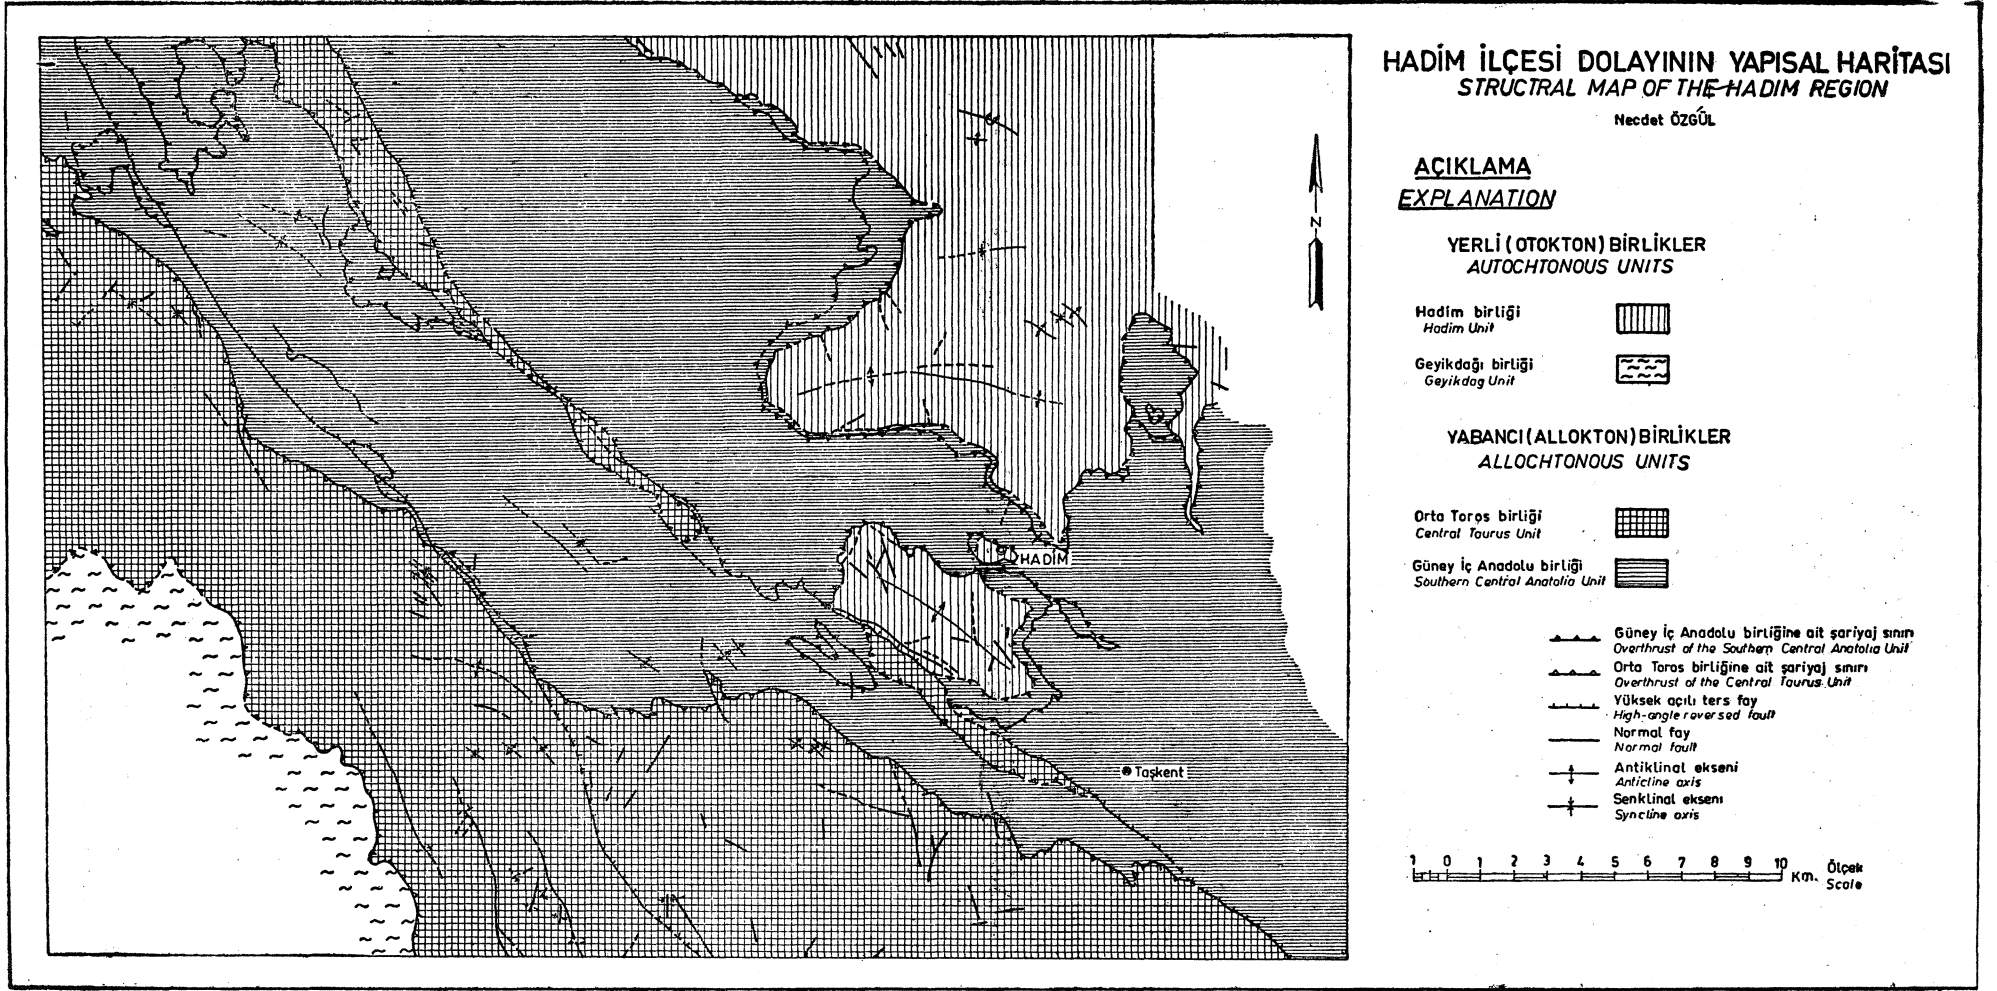 HADİM İLÇESİ DOLAYININ YAPISAL HARİTASI
STRUCTRAL MAP OF THE HADIM REGION
Necdet ÖZGÜL
AÇIKLAMA
EXPLANATION
N
YERLİ (OTOKTON) BİRLİKLER
AUTOCHTONOUS UNITS
Hadim birliği
Hadim Unit
Geyikdağı birliği
Geyikdag Unit
YABANCI (ALLOKTON) BİRLİKLER
ALLOCHTONOUS UNITS
Orta Toros birliği
Central Taurus Unit
Güney İç Anadolu birliği
Southern Central Anatolia Unit
Güney İç Anadolu birliğine ait şariyaj sınırı
Overthrust of the Southern Central Anatolia Unit
Orta Toros birliğine ait şariyaj sınırı
Overthrust of the Central Taurus Unit
Yüksek açılı ters fay
High-angle reversed fault
Normal fay
Normal fault
Antiklinal ekseni
Anticline axis
Senklinal ekseni
Syncline axis
1 0 1 2 3 4 5 6 7 8 9 10 Km. Ölçek
Scale
HADİM
Taşkent